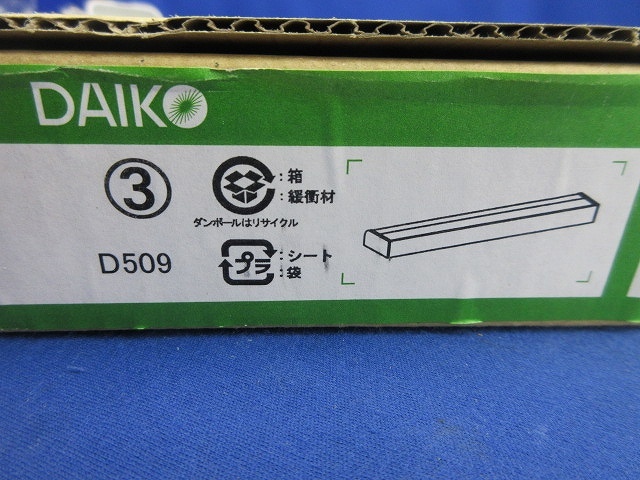 DAIKO
③
D509
:箱
:緩衝材
ダンボールはリサイクル
プラ
:シート
:袋